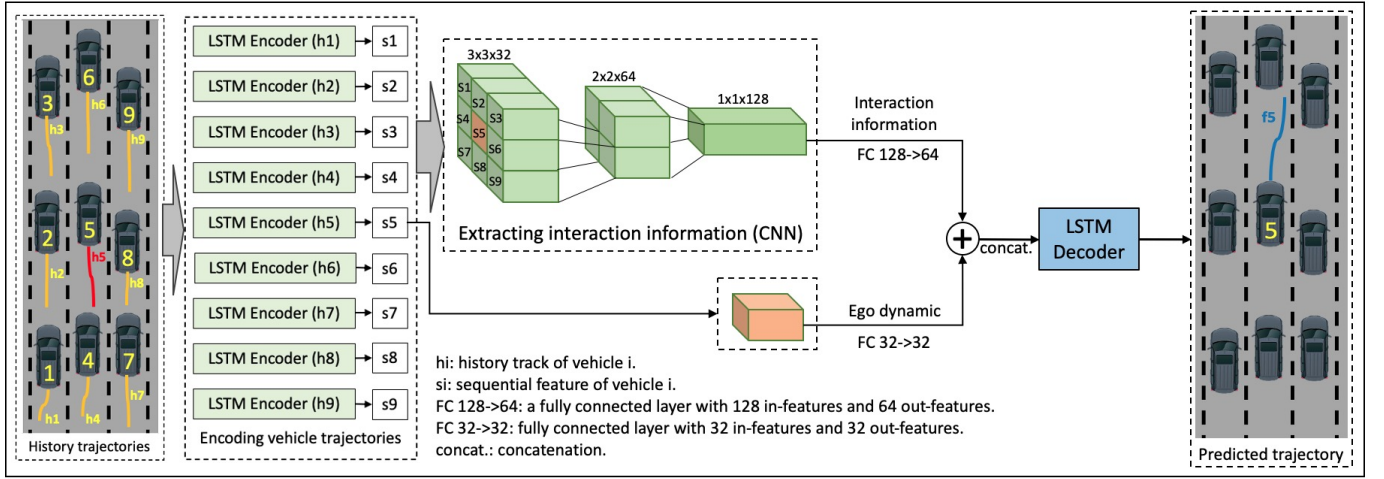 6
3
9
h6
h3
h9
5
2
8
h5
h2
h8
4
1
7
h7
h1
h4
History trajectories
LSTM Encoder (h1)
s1
LSTM Encoder (h2)
s2
LSTM Encoder (h3)
s3
LSTM Encoder (h4)
s4
LSTM Encoder (h5)
s5
LSTM Encoder (h6)
s6
LSTM Encoder (h7)
s7
LSTM Encoder (h8)
s8
LSTM Encoder (h9)
s9
Encoding vehicle trajectories
3x3x32
S1
S2
S3
S4
S5
S6
S7
S8
S9
2x2x64
1x1x128
Extracting interaction information (CNN)
Interaction
information
FC 128->64
Ego dynamic
FC 32->32
+
concat.
LSTM
Decoder
hi: history track of vehicle i.
si: sequential feature of vehicle i.
FC 128->64: a fully connected layer with 128 in-features and 64 out-features.
FC 32->32: fully connected layer with 32 in-features and 32 out-features.
concat.: concatenation.
f5
5
Predicted trajectory